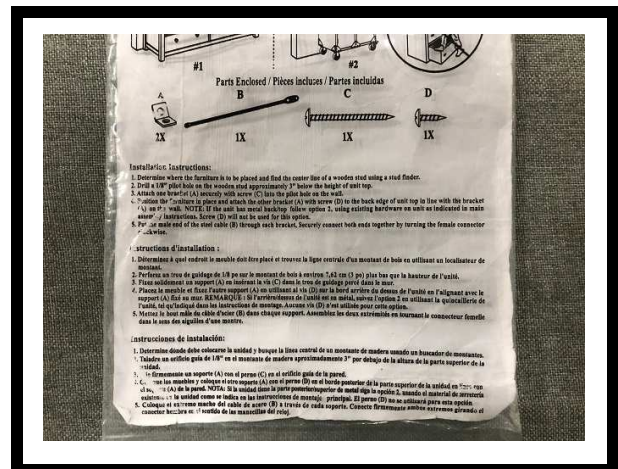 #1 #2
Parts Enclosed / Pièces incluses / Partes incluidas
A B C D
2X 1X 1X 1X
Installation Instructions:
1. Determine where the furniture is to be placed and find the center line of a wooden stud using a stud finder.
2. Drill a 1/8" pilot hole on the wooden stud approximately 3" below the height of unit top.
3. Attach one bracket (A) securely with screw (C) into the pilot hole on the wall.
4. Position the furniture in place and attach the other bracket (A) with screw (D) to the back edge of unit top in line with the bracket
(A) on the wall. NOTE: If the unit has metal back/top follow option 2, using existing hardware on unit as indicated in main
assembly instructions. Screw (D) will not be used for this option.
5. Put the male end of the steel cable (B) through each bracket, Securely connect both ends together by turning the female connector
clockwise.
Instructions d'installation :
1. Déterminez à quel endroit le meuble doit être placé et trouvez la ligne centrale d'un montant de bois en utilisant un localisateur de
montant.
2. Perforez un trou de guidage de 1/8 po sur le montant de bois à environ 7,62 cm (3 po) plus bas que la hauteur de l'unité.
3. Fixez solidement un support (A) en insérant la vis (C) dans le trou de guidage percé dans le mur.
4. Placez le meuble et fixez l'autre support (A) en utilisant al vis (D) sur la bord arrière du dessus de l'unité en l'alignant avec le
support (A) fixé au mur. REMARQUE : Si l'arrière/dessus de l'unité est en métal, suivez l'option 2 en utilisant la quincaillerie de
l'unité, tel qu'indiqué dans les instructions de montage. Aucune vis (D) n'est utilisée pour cette option.
5. Mettez le bout mâle du câble d'acier (B) dans chaque support. Assemblez les deux extrémités en tournant le connecteur femelle
dans le sens des aiguilles d'une montre.
Instrucciones de instalación:
1. Determine dónde debe colocarse la unidad y busque la línea central de un montante de madera usando un buscador de montantes.
2. Taladre un orificio guía de 1/8" en el montante de madera aproximadamente 3" por debajo de la altura de la parte superior de la
unidad.
3. firmemente un soporte (A) con el perno (C) en el orificio guía de la pared.
4. los muebles y coloque el otro soporte (A) con el perno (D) en el borde posterior de la parte superior de la unidad en con
el (A) de la pared. NOTA: Si la unidad tiene la parte posterior/superior de metal siga la opción 2, usando el material de ferretería
existente en la unidad como se indica en las instrucciones de montaje principal. El perno (D) no se utilizará para esta opción.
5. Coloque el extremo macho del cable de acero (B) a través de cada soporte. Conecte firmemente ambos extremos girando el
conector hembra en el sentido de las manecillas del reloj.